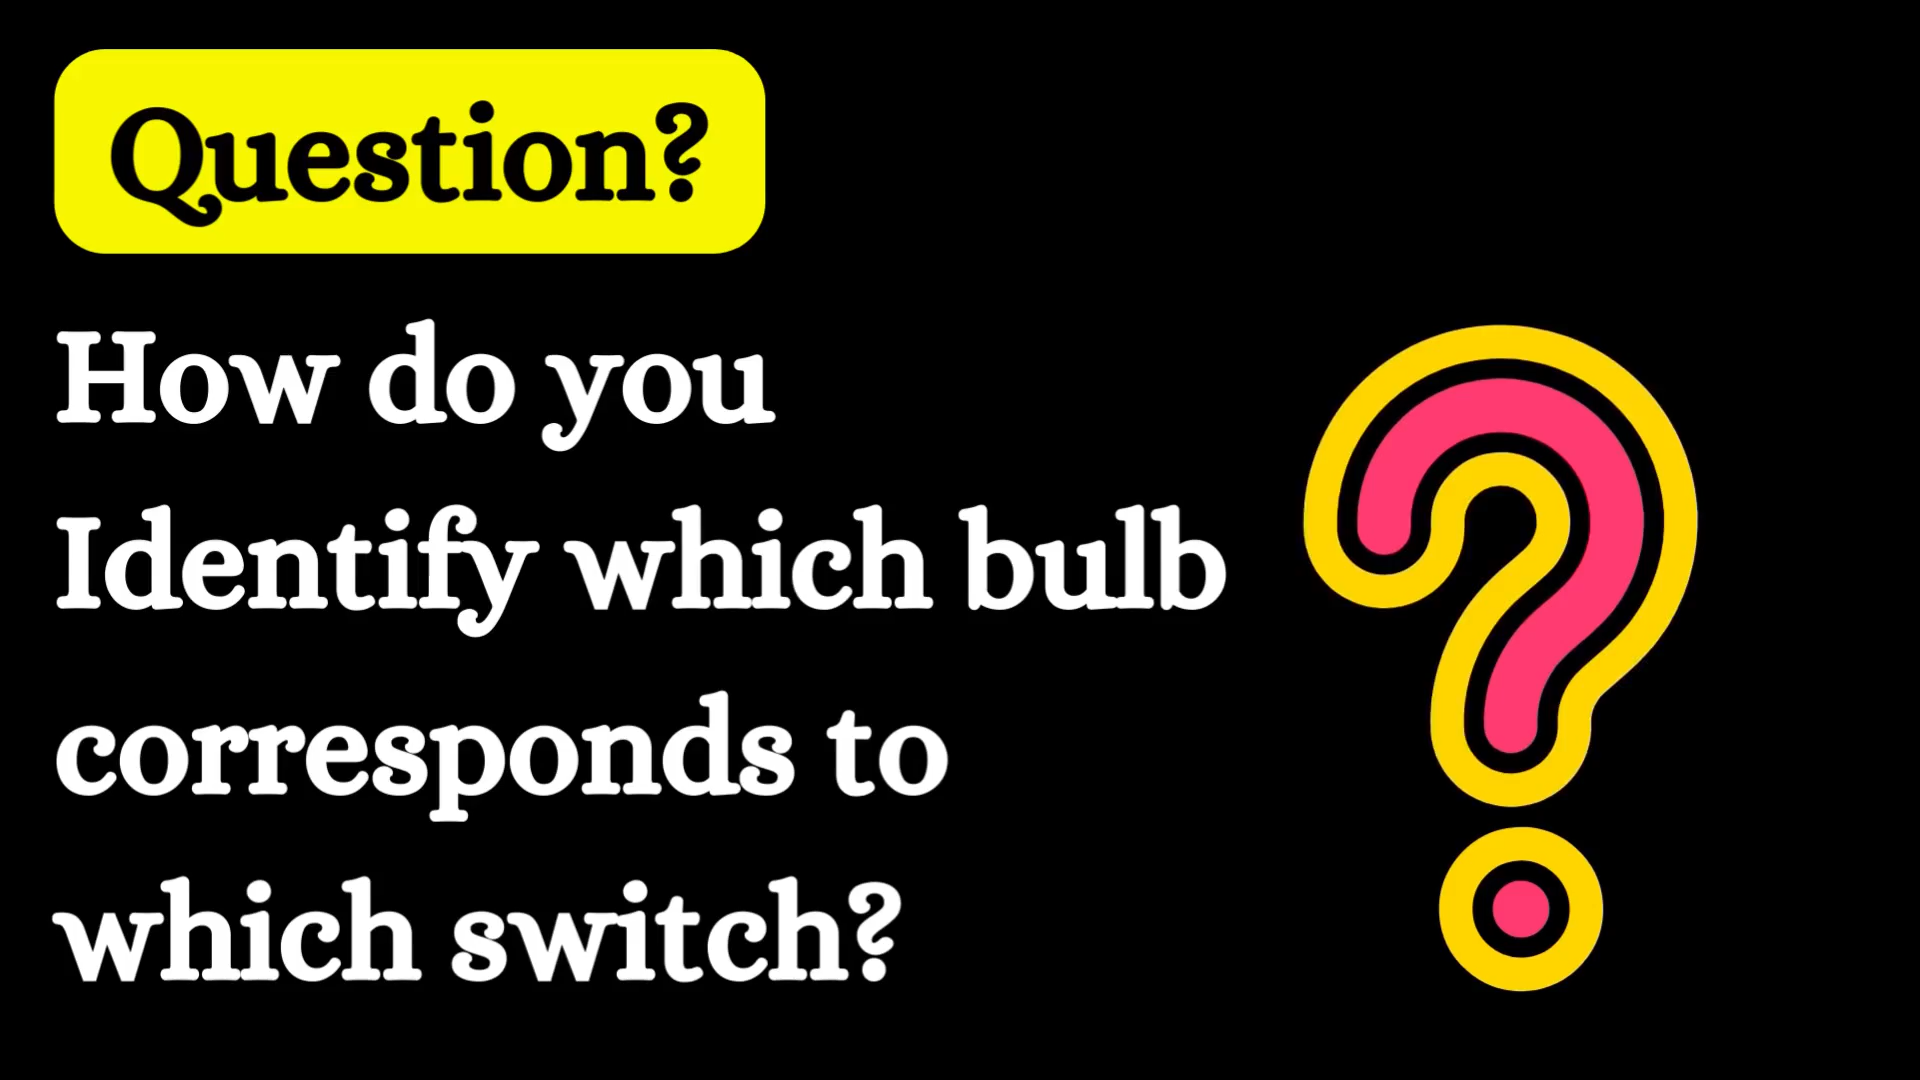 Question?
How do you
Identify which bulb
corresponds to
which switch?